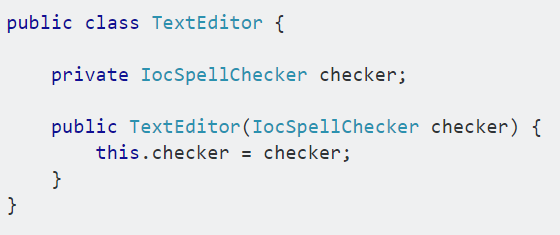 public class TextEditor {
private IocSpellChecker checker;
public TextEditor(IocSpellChecker checker) {
this.checker = checker;
}
}